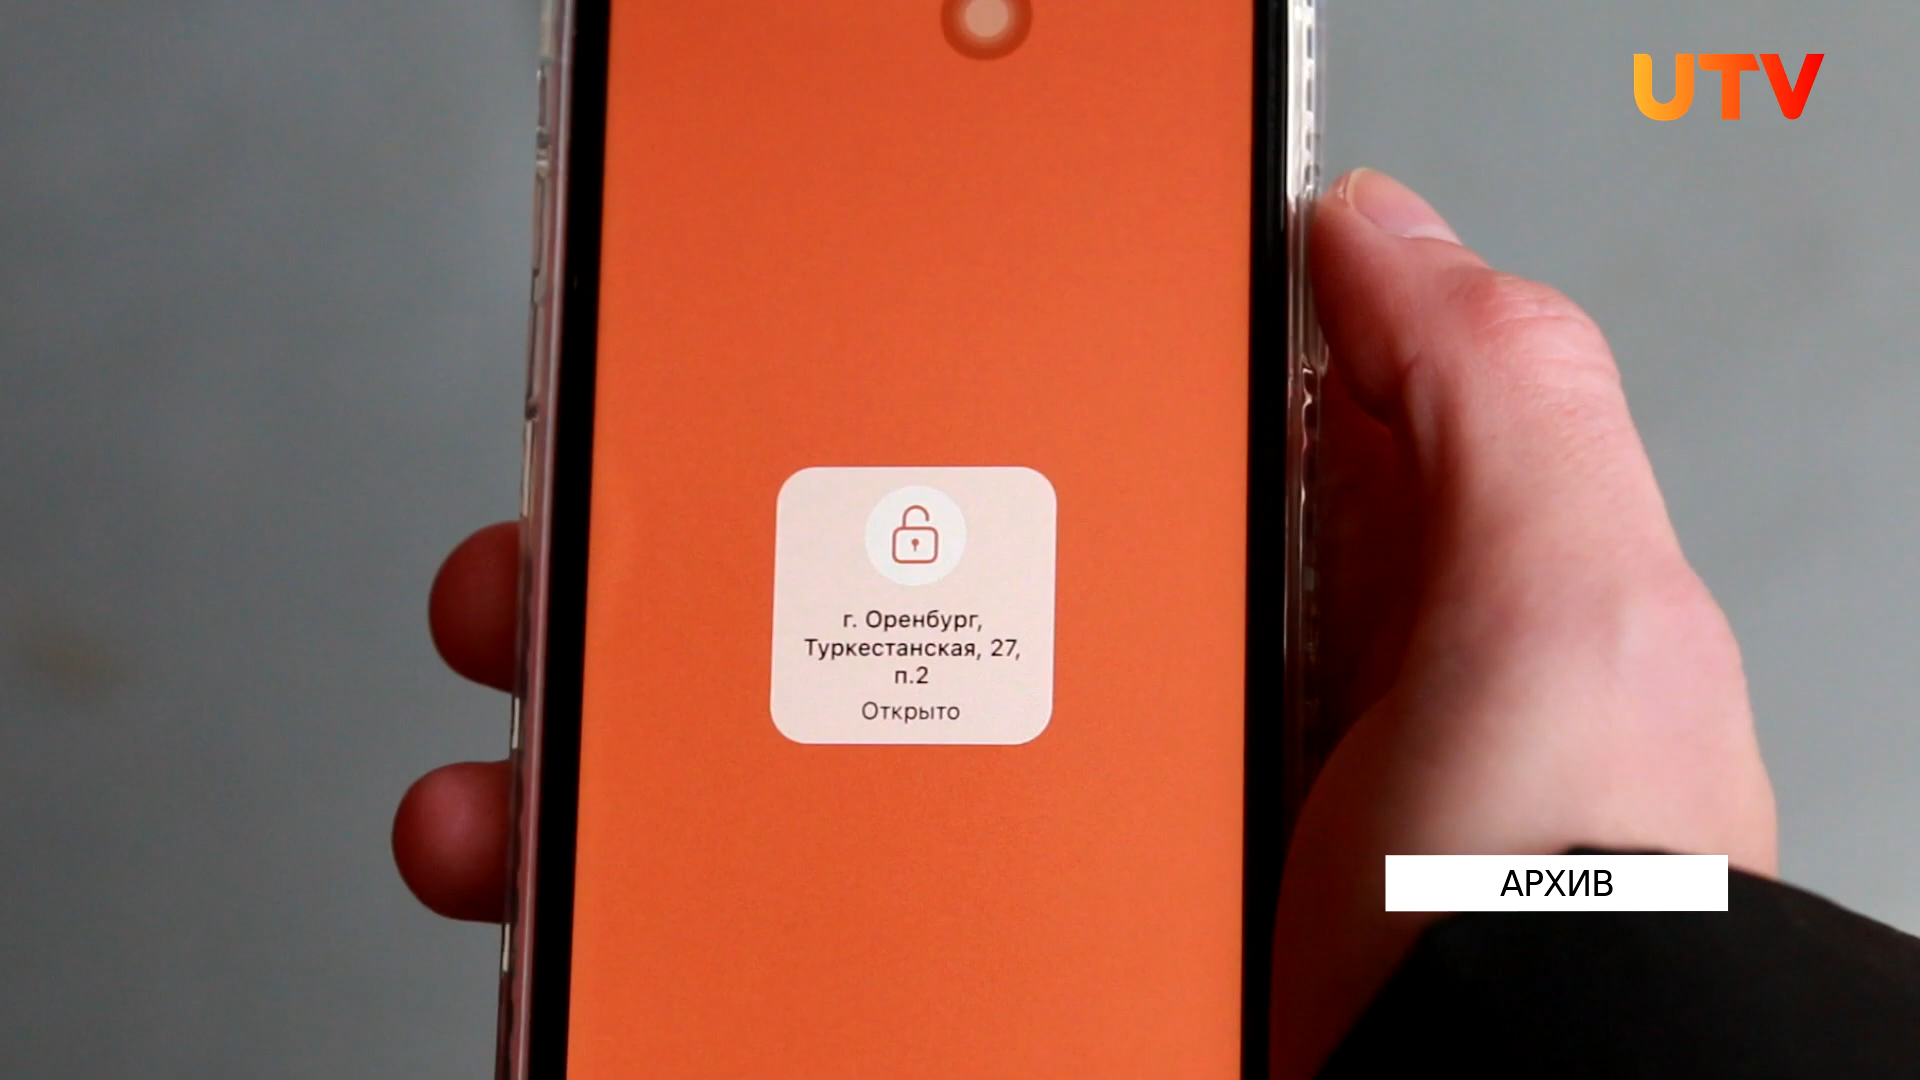 UTV
г. Оренбург,
Туркестанская, 27,
п.2
Открыто
АРХИВ